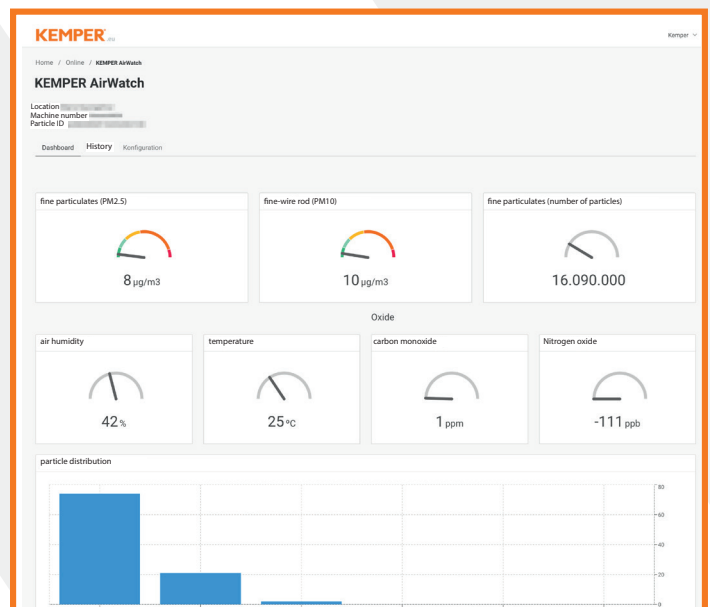 KEMPER
Kemper
Home / Online / KEMPER AirWatch
KEMPER AirWatch
Location
Machine number
Particle ID
Dashboard History Konfiguration
fine particulates (PM2.5)
fine-wire rod (PM10)
fine particulates (number of particles)
8 µg/m3
10 µg/m3
16.090.000
Oxide
air humidity
temperature
carbon monoxide
Nitrogen oxide
42 %
25 °C
1 ppm
-111 ppb
particle distribution
80
60
40
20
0